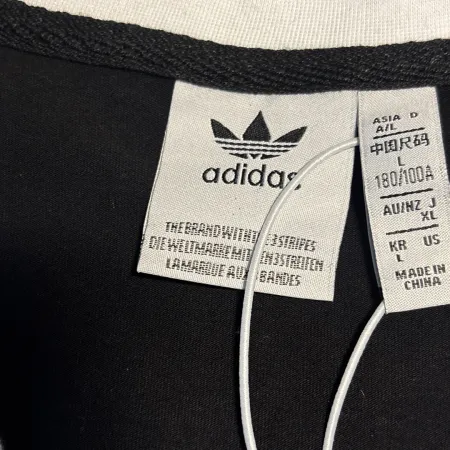 adidas
THE BRAND WITH THE 3 STRIPES
DIE WELTMARKE MIT DEN 3 STREIFEN
LA MARQUE AUX BANDES
ASIA D
A/L
中国尺码
L
180/100A
AU/NZ J
XL
KR US
L
MADE IN
CHINA